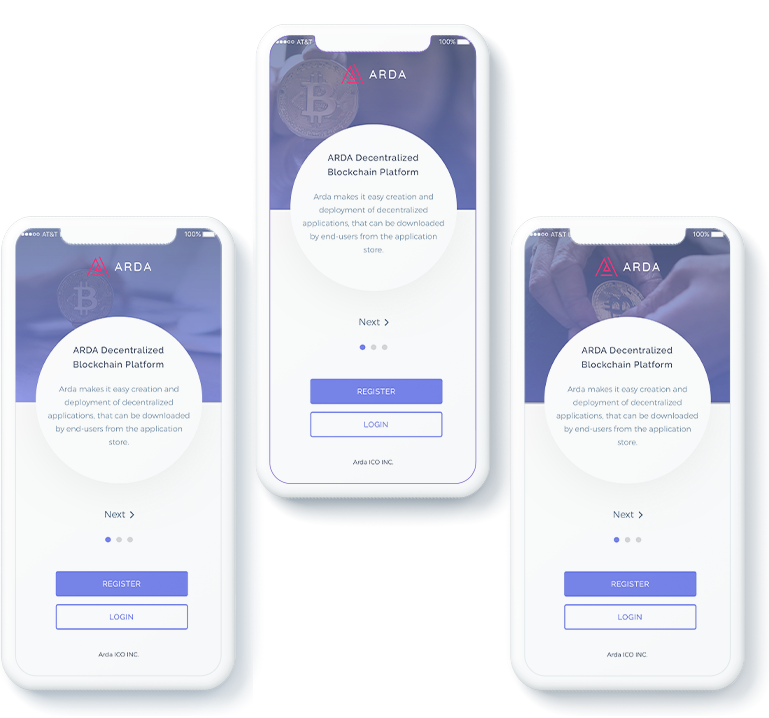 AT&T
100%
ARDA
ARDA Decentralized
Blockchain Platform
Arda makes it easy creation and
deployment of decentralized
applications, that can be downloaded
by end-users from the application
store.
Next
REGISTER
LOGIN
Arda ICO INC.
AT&T
100%
ARDA
ARDA Decentralized
Blockchain Platform
Arda makes it easy creation and
deployment of decentralized
applications, that can be downloaded
by end-users from the application
store.
Next
REGISTER
LOGIN
Arda ICO INC.
AT&T
100%
ARDA
ARDA Decentralized
Blockchain Platform
Arda makes it easy creation and
deployment of decentralized
applications, that can be downloaded
by end-users from the application
store.
Next
REGISTER
LOGIN
Arda ICO INC.